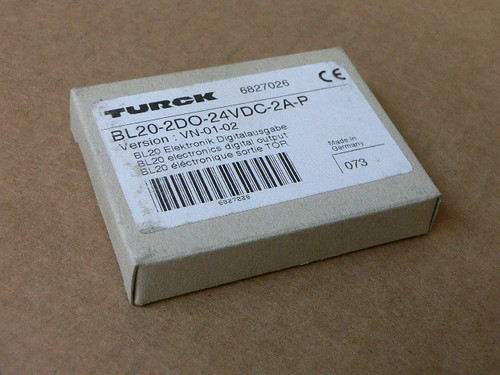 TURCK 6827026 CE
BL20-2DO-24VDC-2A-P
Version : VN-01-02
BL20 Elektronik Digitalausgabe
BL20 electronics digital output
BL20 éléctronique sortie TOR
Made in
Germany
073
6827026